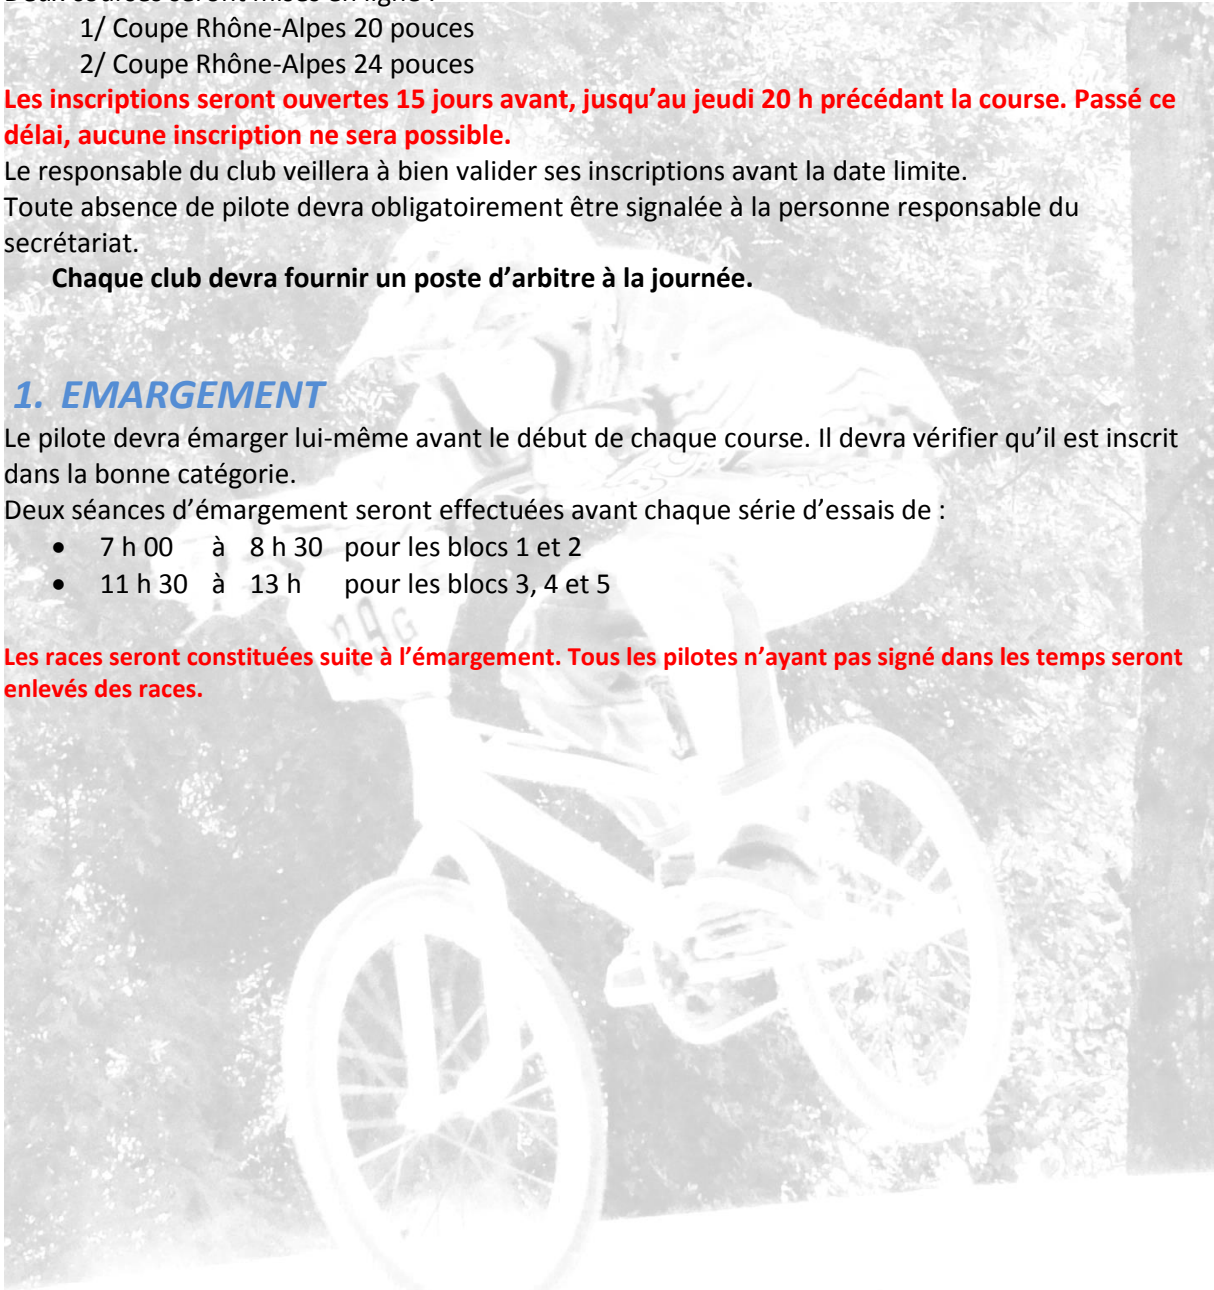 Deux courses seront mises en ligne :
1/ Coupe Rhône-Alpes 20 pouces
2/ Coupe Rhône-Alpes 24 pouces
Les inscriptions seront ouvertes 15 jours avant, jusqu’au jeudi 20 h précédant la course. Passé ce
délai, aucune inscription ne sera possible.
Le responsable du club veillera à bien valider ses inscriptions avant la date limite.
Toute absence de pilote devra obligatoirement être signalée à la personne responsable du
secrétariat.
Chaque club devra fournir un poste d’arbitre à la journée.
1. EMARGEMENT
Le pilote devra émarger lui-même avant le début de chaque course. Il devra vérifier qu’il est inscrit
dans la bonne catégorie.
Deux séances d’émargement seront effectuées avant chaque série d’essais de :
• 7 h 00 à 8 h 30 pour les blocs 1 et 2
• 11 h 30 à 13 h pour les blocs 3, 4 et 5
Les races seront constituées suite à l’émargement. Tous les pilotes n’ayant pas signé dans les temps seront
enlevés des races.